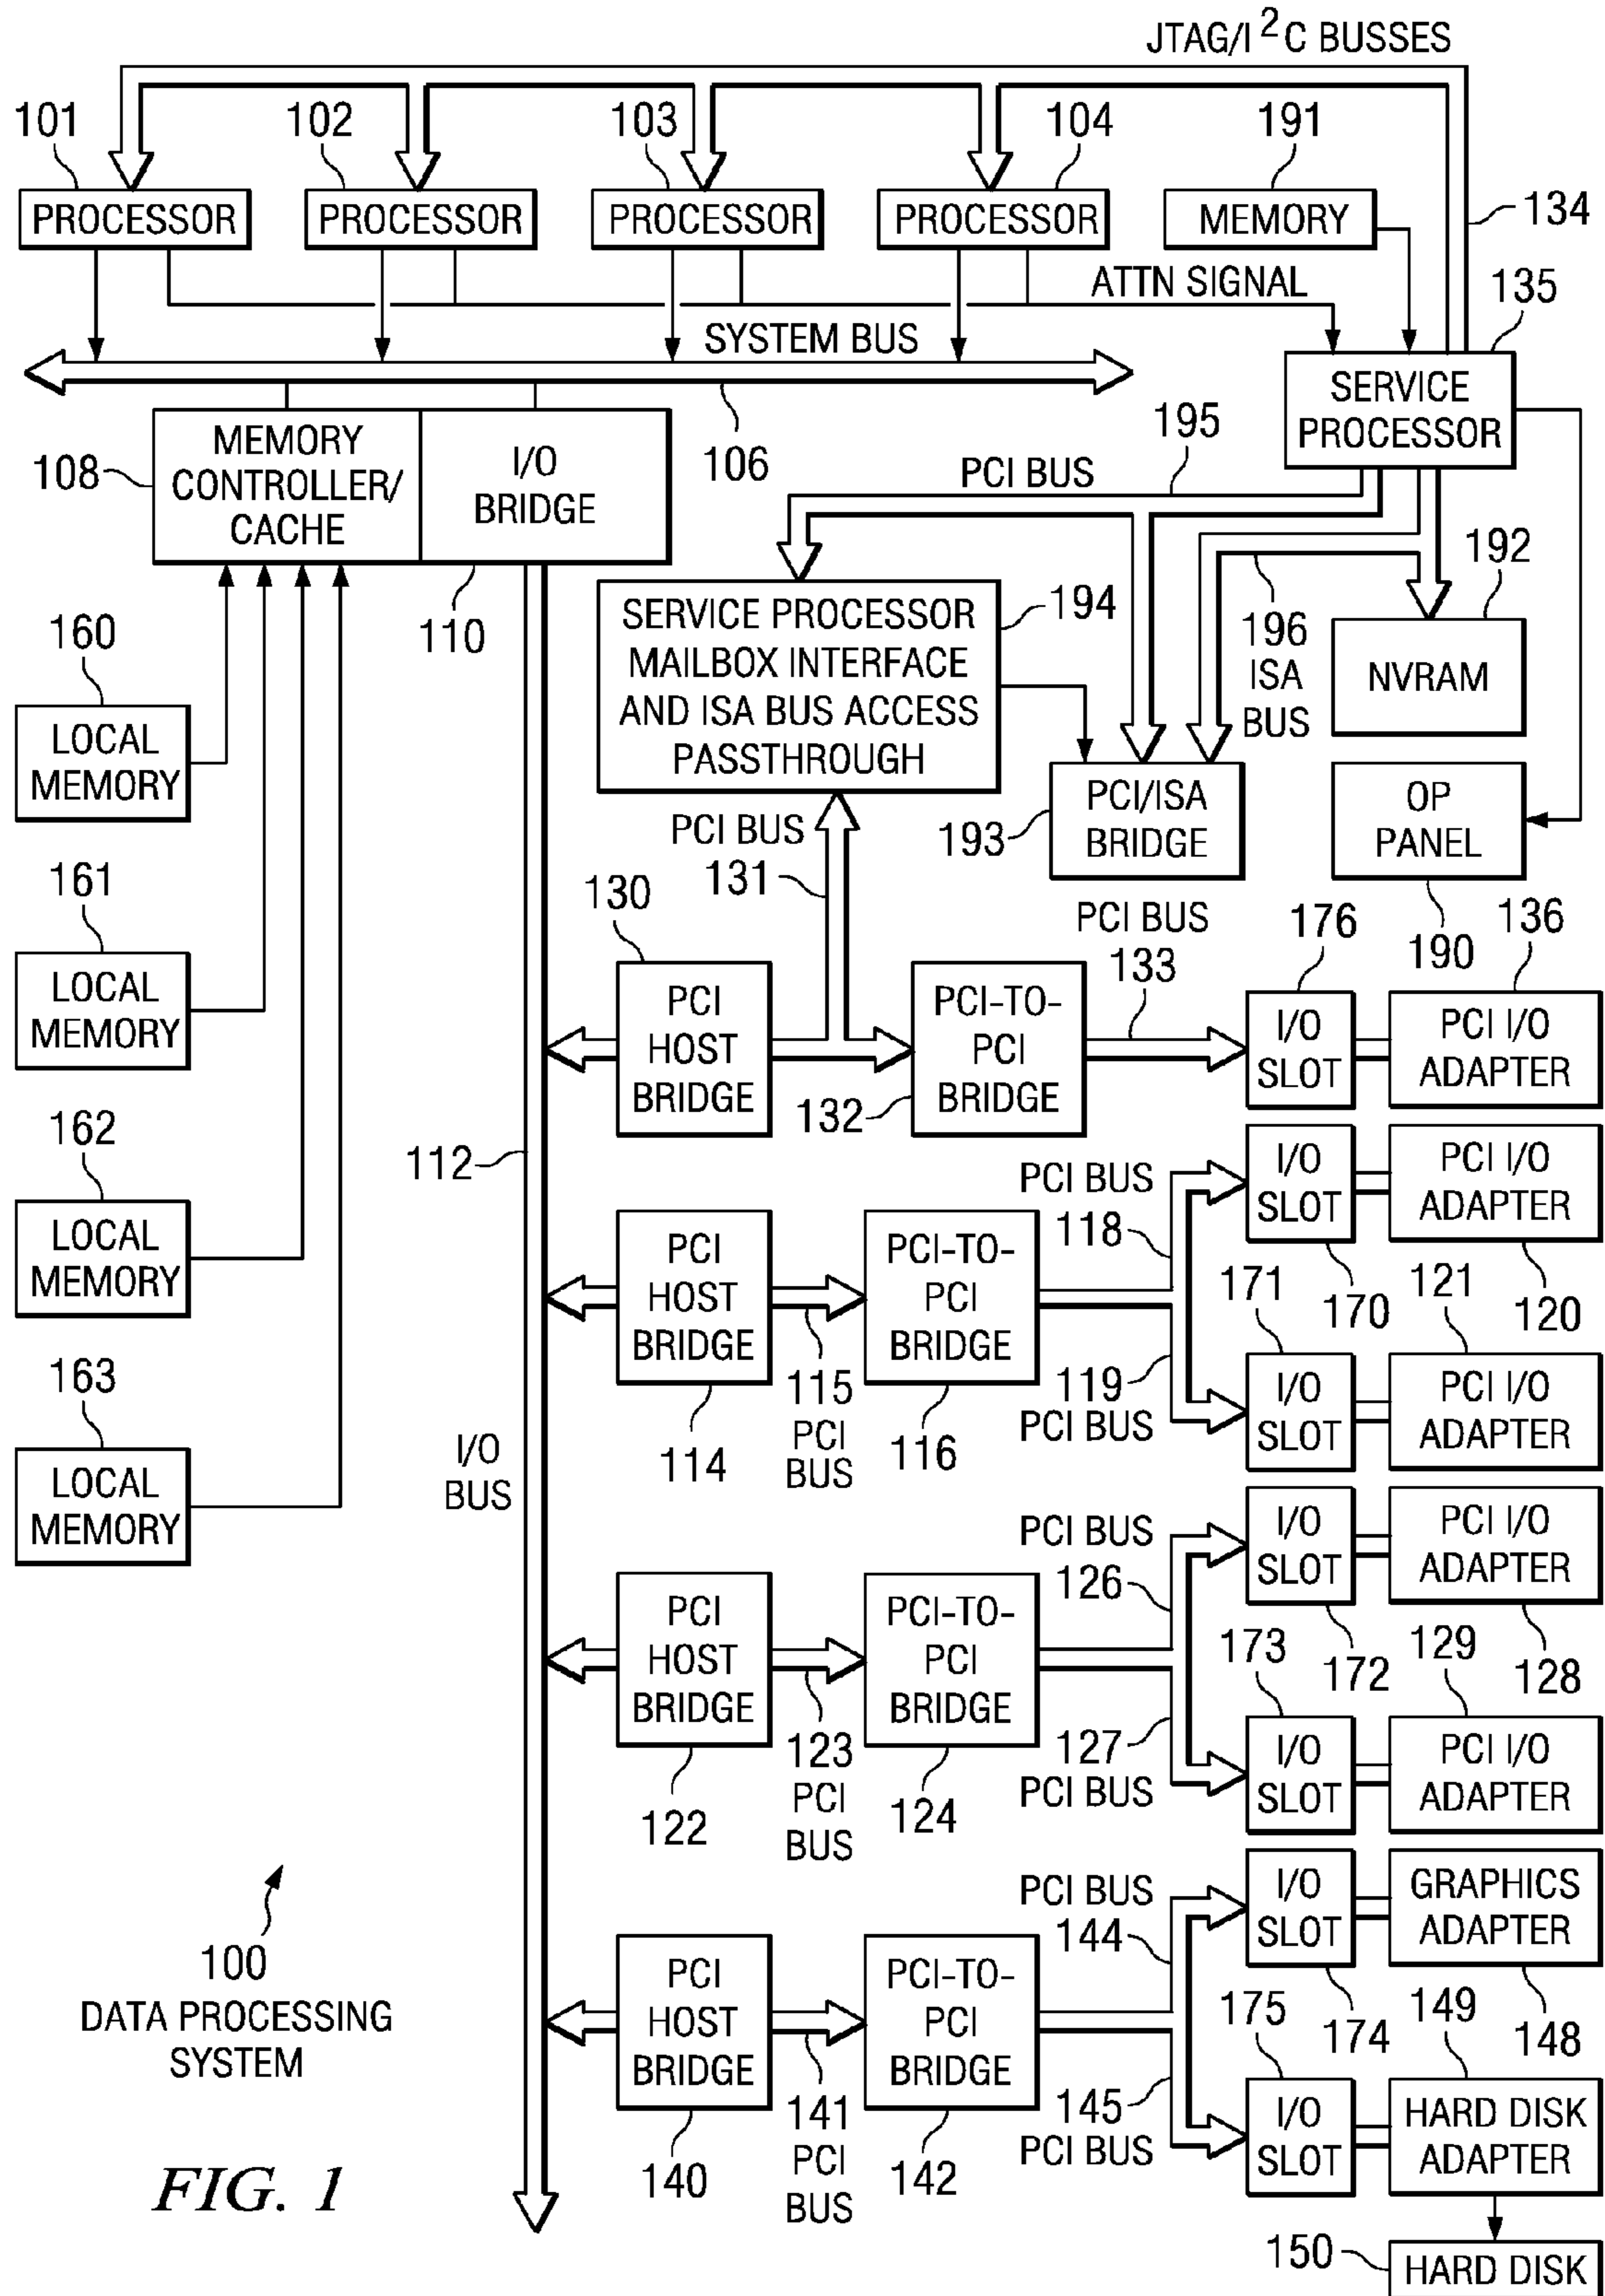 JTAG/I 2C BUSSES
101
102
103
104
191
PROCESSOR
PROCESSOR
PROCESSOR
PROCESSOR
MEMORY
134
ATTN SIGNAL
135
SYSTEM BUS
SERVICE
PROCESSOR
108
MEMORY
CONTROLLER/
CACHE
I/O
BRIDGE
106
195
PCI BUS
110
192
SERVICE PROCESSOR
MAILBOX INTERFACE
AND ISA BUS ACCESS
PASSTHROUGH
194
196
ISA
BUS
NVRAM
160
LOCAL
MEMORY
PCI BUS
131
193
PCI/ISA
BRIDGE
OP
PANEL
190
161
LOCAL
MEMORY
130
PCI
HOST
BRIDGE
132
PCI-TO-
PCI
BRIDGE
PCI BUS
133
176
136
I/O
SLOT
PCI I/O
ADAPTER
162
LOCAL
MEMORY
112
PCI BUS
118
I/O
SLOT
PCI I/O
ADAPTER
PCI
HOST
BRIDGE
PCI-TO-
PCI
BRIDGE
171
170
121
120
115
PCI
BUS
114
116
119
PCI BUS
I/O
SLOT
PCI I/O
ADAPTER
163
LOCAL
MEMORY
I/O
BUS
PCI BUS
126
I/O
SLOT
PCI I/O
ADAPTER
PCI
HOST
BRIDGE
PCI-TO-
PCI
BRIDGE
173
172
129
128
123
PCI
BUS
122
124
127
PCI BUS
I/O
SLOT
PCI I/O
ADAPTER
100
DATA PROCESSING
SYSTEM
PCI BUS
144
I/O
SLOT
GRAPHICS
ADAPTER
PCI
HOST
BRIDGE
PCI-TO-
PCI
BRIDGE
175
174
149
148
141
PCI
BUS
140
142
145
PCI BUS
I/O
SLOT
HARD DISK
ADAPTER
FIG. 1
150
HARD DISK